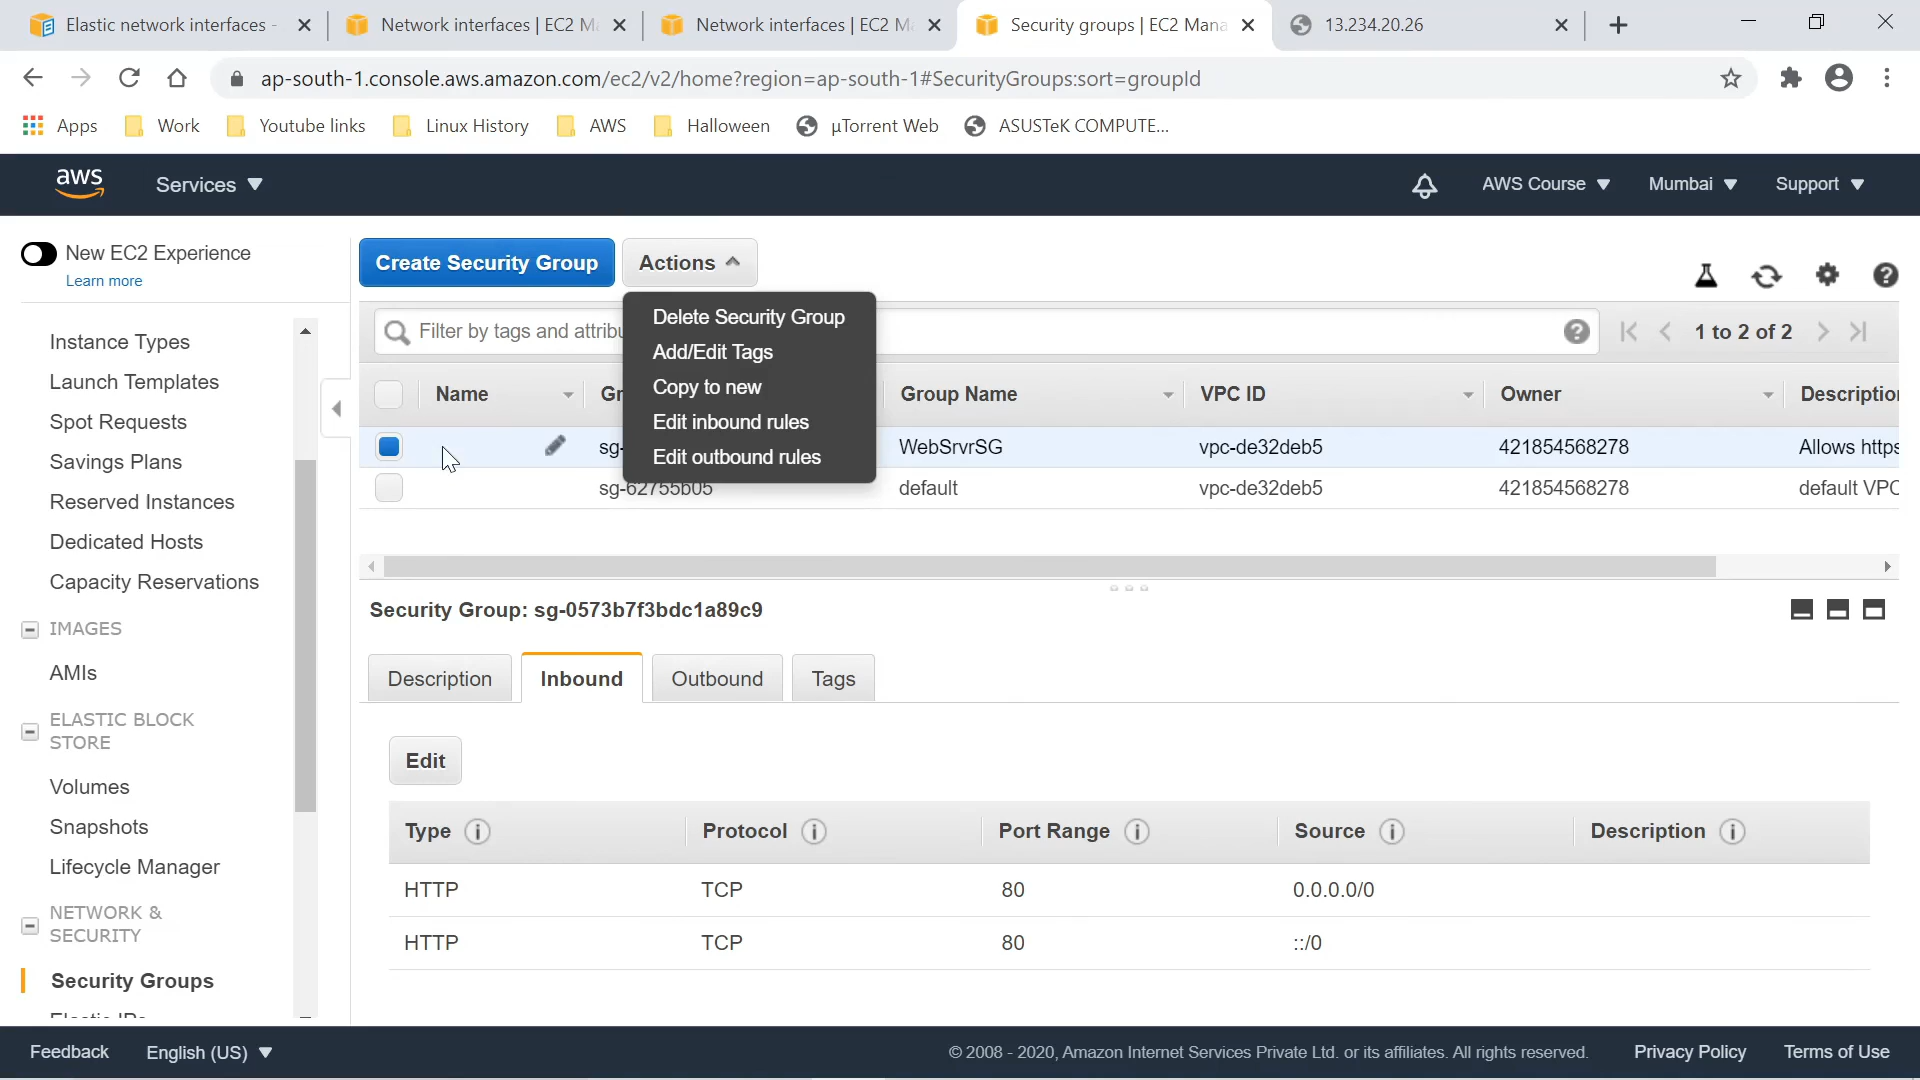 Elastic network interfaces -
Network interfaces | EC2 M
Network interfaces | EC2 M
Security groups | EC2 Mana
13.234.20.26
ap-south-1.console.aws.amazon.com/ec2/v2/home?region=ap-south-1#SecurityGroups:sort=groupId
Apps
Work
Youtube links
Linux History
AWS
Halloween
µTorrent Web
ASUSTeK COMPUTE...
aws
Services
AWS Course
Mumbai
Support
New EC2 Experience
Learn more
Instance Types
Launch Templates
Spot Requests
Savings Plans
Reserved Instances
Dedicated Hosts
Capacity Reservations
IMAGES
AMIs
ELASTIC BLOCK
STORE
Volumes
Snapshots
Lifecycle Manager
NETWORK &
SECURITY
Security Groups
Create Security Group
Actions
Delete Security Group
Add/Edit Tags
Copy to new
Edit inbound rules
Edit outbound rules
Filter by tags and attribu
1 to 2 of 2
Name
Gr
Group Name
VPC ID
Owner
Description
sg-
WebSrvrSG
vpc-de32deb5
421854568278
Allows https
sg-62755b05
default
vpc-de32deb5
421854568278
default VPC
Security Group: sg-0573b7f3bdc1a89c9
Description
Inbound
Outbound
Tags
Edit
Type
Protocol
Port Range
Source
Description
HTTP
TCP
80
0.0.0.0/0
HTTP
TCP
80
::/0
Feedback
English (US)
© 2008 - 2020, Amazon Internet Services Private Ltd. or its affiliates. All rights reserved.
Privacy Policy
Terms of Use